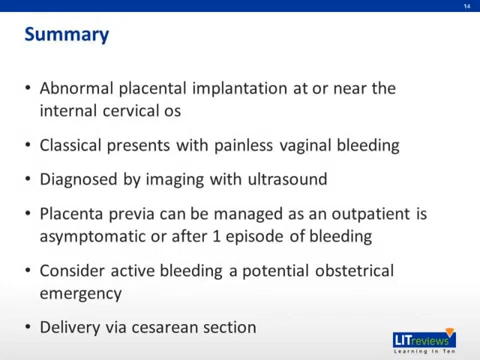 14
Summary
• Abnormal placental implantation at or near the
internal cervical os
• Classical presents with painless vaginal bleeding
• Diagnosed by imaging with ultrasound
• Placenta previa can be managed as an outpatient is
asymptomatic or after 1 episode of bleeding
• Consider active bleeding a potential obstetrical
emergency
• Delivery via cesarean section
LITreviews
Learning In Ten